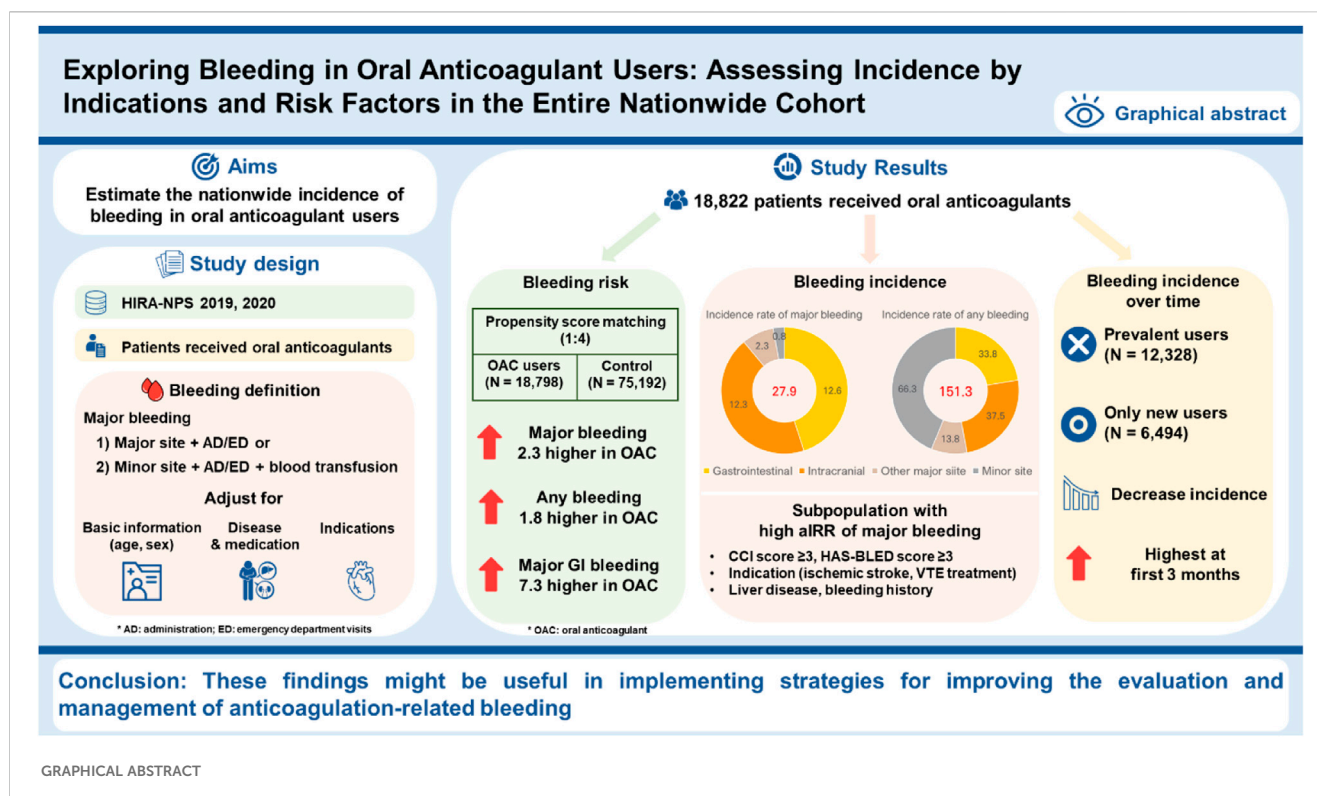 Exploring Bleeding in Oral Anticoagulant Users: Assessing Incidence by
Indications and Risk Factors in the Entire Nationwide Cohort
Graphical abstract
Aims
Estimate the nationwide incidence of
bleeding in oral anticoagulant users
Study design
HIRA-NPS 2019, 2020
Patients received oral anticoagulants
Bleeding definition
Major bleeding
1) Major site + AD/ED or
2) Minor site + AD/ED + blood transfusion
Adjust for
Basic information
(age, sex)
Disease
& medication
Indications
* AD: administration; ED: emergency department visits
Study Results
18,822 patients received oral anticoagulants
Bleeding risk
Propensity score matching
(1:4)
OAC users
(N = 18,798)
Control
(N = 75,192)
Major bleeding
2.3 higher in OAC
Any bleeding
1.8 higher in OAC
Major GI bleeding
7.3 higher in OAC
* OAC: oral anticoagulant
Bleeding incidence
Incidence rate of major bleeding
0.8
2.3
12.6
12.3
27.9
Incidence rate of any bleeding
33.8
66.3
151.3
37.5
13.8
Gastrointestinal
Intracranial
Other major siite
Minor site
Subpopulation with
high aIRR of major bleeding
• CCI score ≥3, HAS-BLED score ≥3
• Indication (ischemic stroke, VTE treatment)
• Liver disease, bleeding history
Bleeding incidence
over time
Prevalent users
(N = 12,328)
Only new users
(N = 6,494)
Decrease incidence
Highest at
first 3 months
Conclusion: These findings might be useful in implementing strategies for improving the evaluation and
management of anticoagulation-related bleeding
GRAPHICAL ABSTRACT